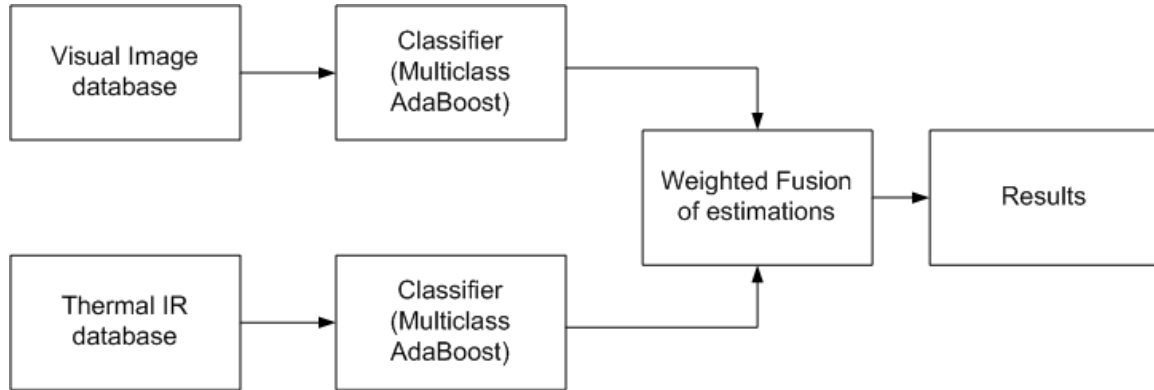 Visual Image
database
Classifier
(Multiclass
AdaBoost)
Weighted Fusion
of estimations
Results
Thermal IR
database
Classifier
(Multiclass
AdaBoost)